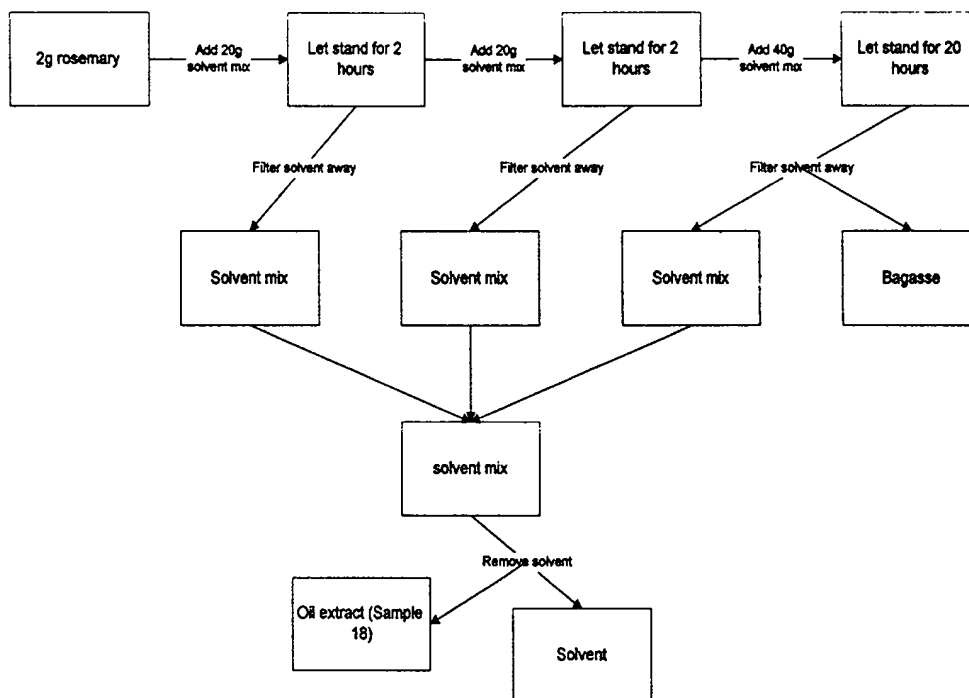 2g rosemary
Add 20g
solvent mix
Let stand for 2
hours
Add 20g
solvent mix
Let stand for 2
hours
Add 40g
solvent mix
Let stand for 20
hours
Filter solvent away
Filter solvent away
Filter solvent away
Solvent mix
Solvent mix
Solvent mix
Bagasse
solvent mix
Remove solvent
Oil extract (Sample
18)
Solvent